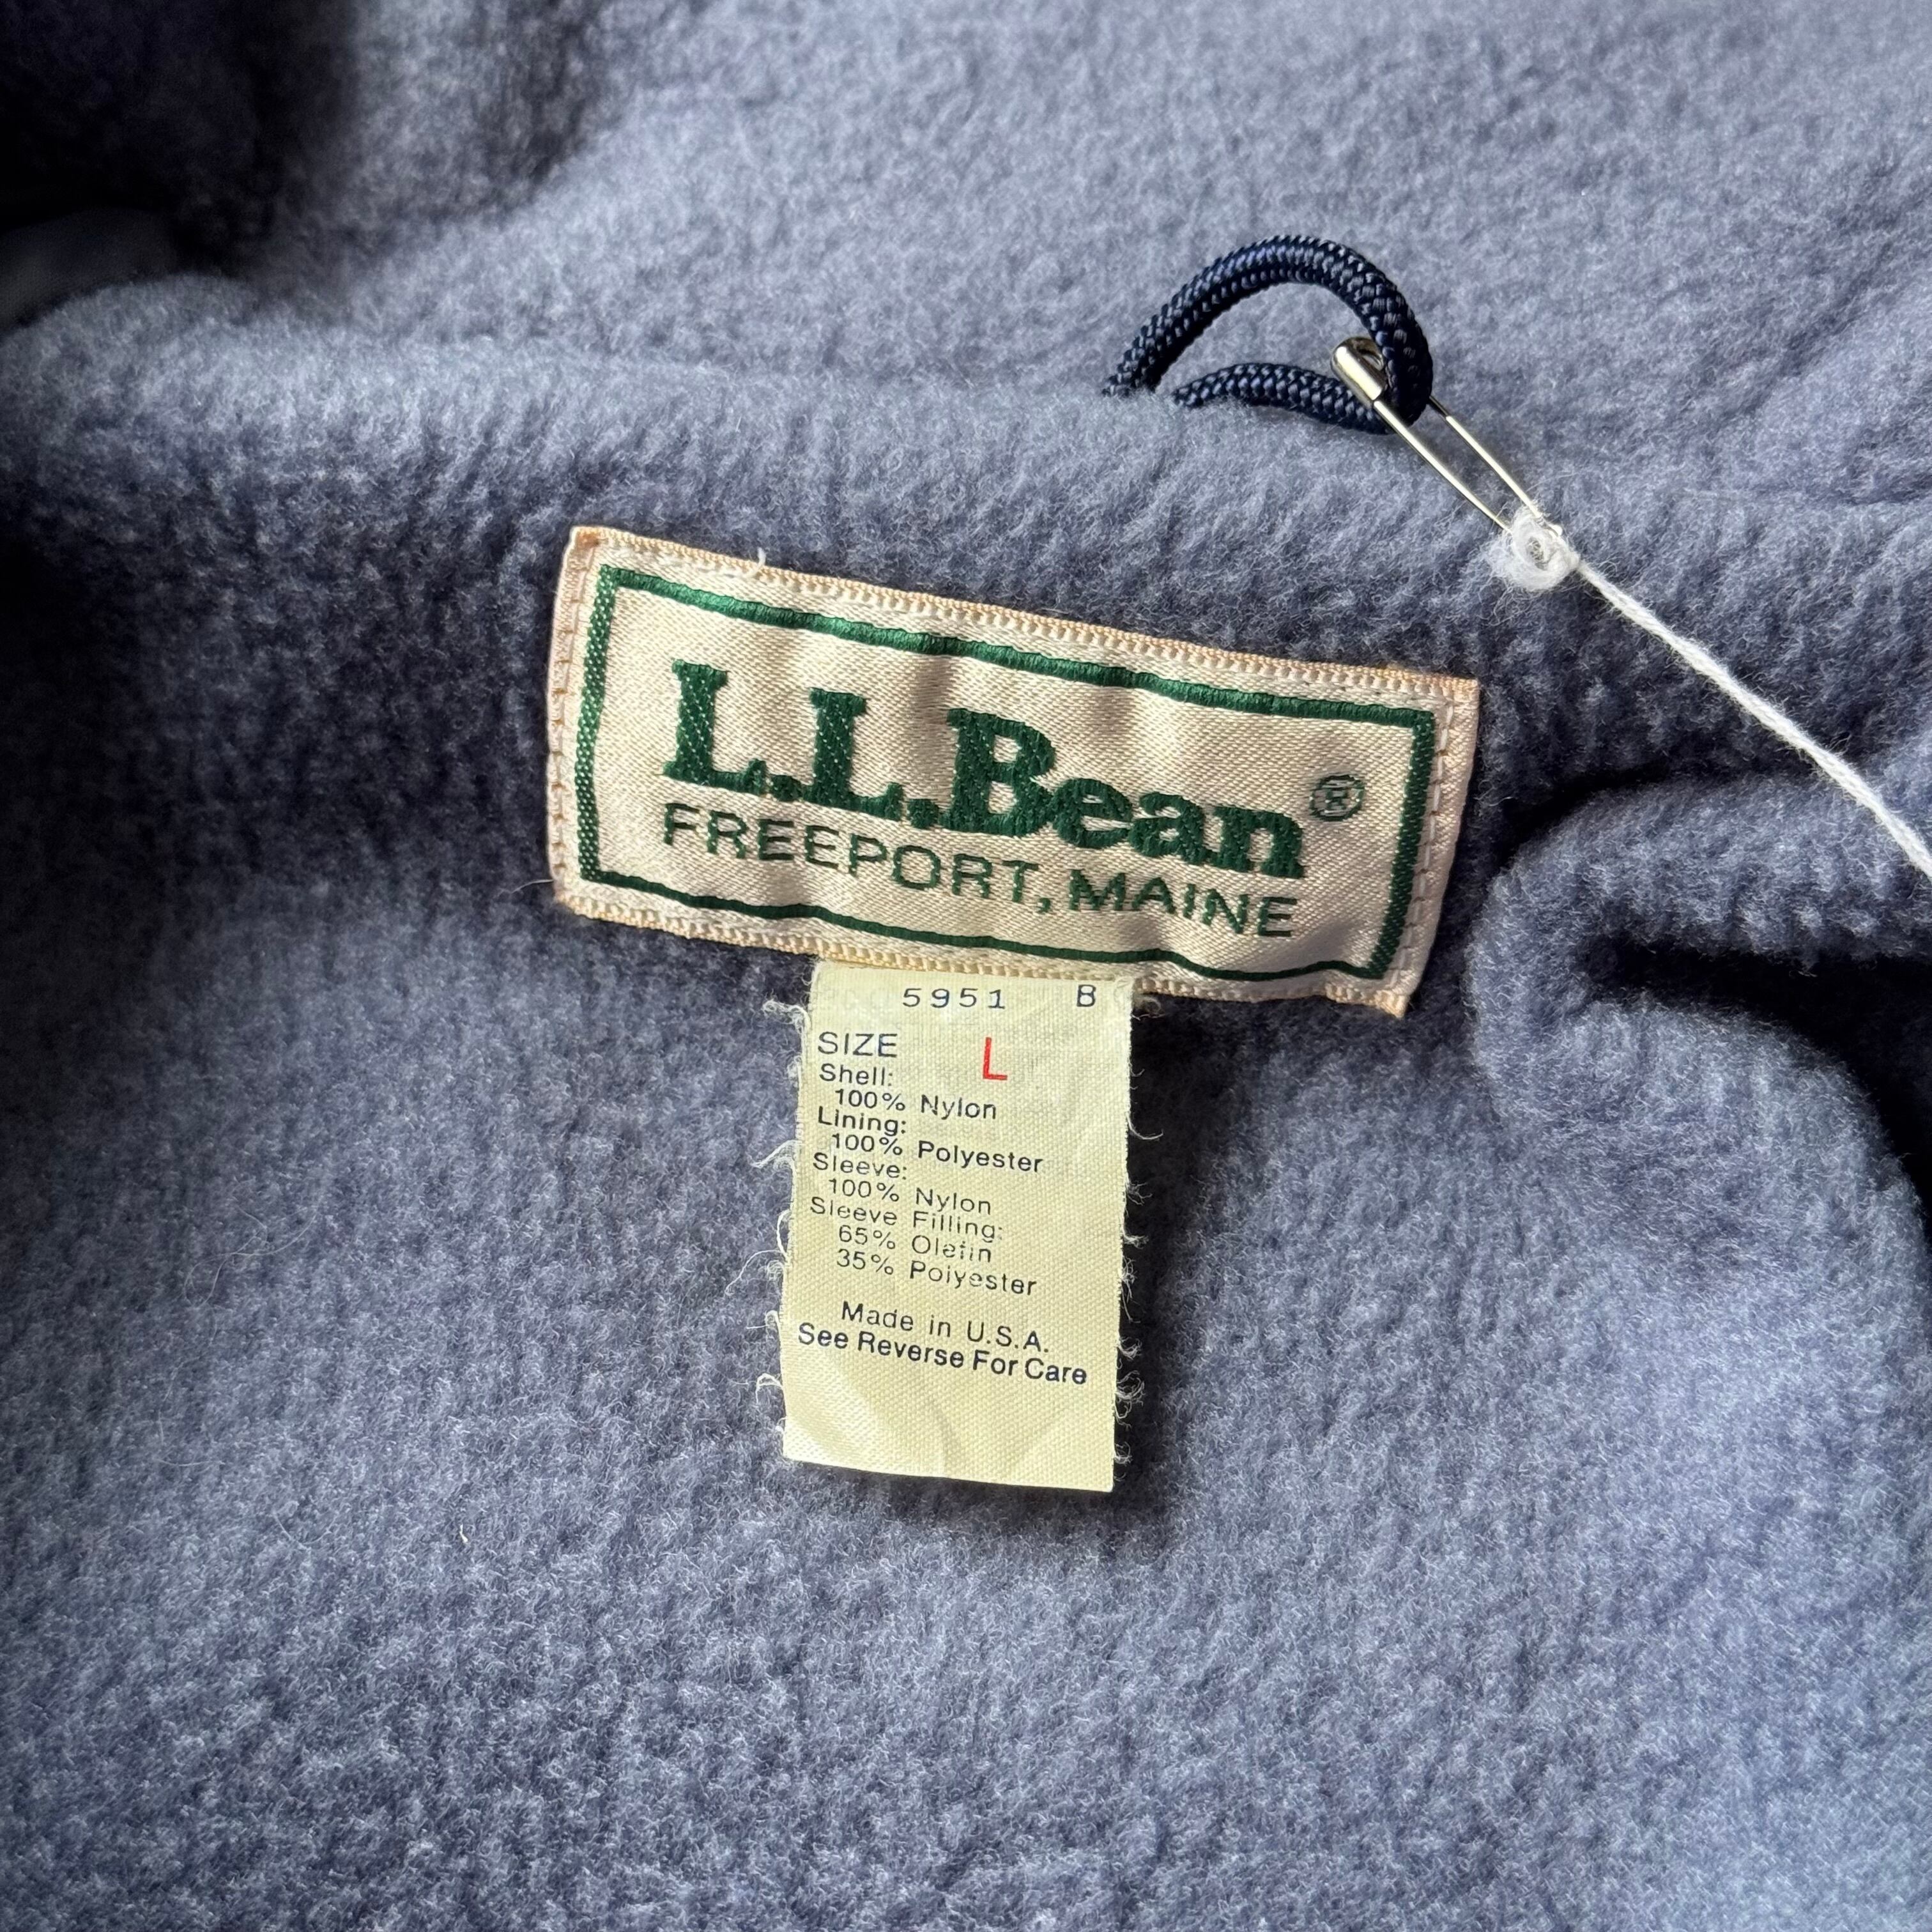 L.L.Bean®
FREEPORT, MAINE
5951 B
SIZE L
Shell:
100% Nylon
Lining:
100% Polyester
Sleeve:
100% Nylon
Sleeve Filling:
65% Olefin
35% Polyester
Made in U.S.A.
See Reverse For Care